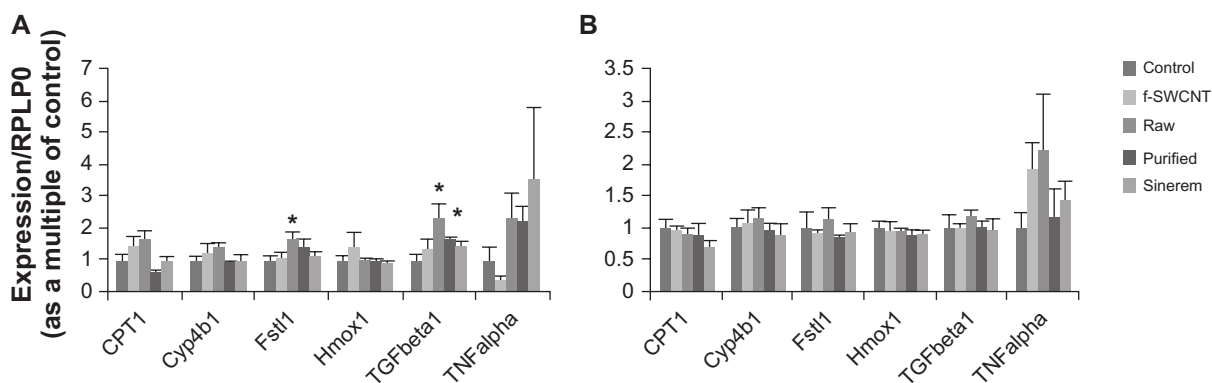 A
B
Expression/RPLP0
(as a multiple of control)
7
6
5
4
3
2
1
0
*
*
*
CPT1
Cyp4b1
Fstl1
Hmox1
TGFbeta1
TNFalpha
3.5
3
2.5
2
1.5
1
0.5
0
CPT1
Cyp4b1
Fstl1
Hmox1
TGFbeta1
TNFalpha
Control
f-SWCNT
Raw
Purified
Sinerem